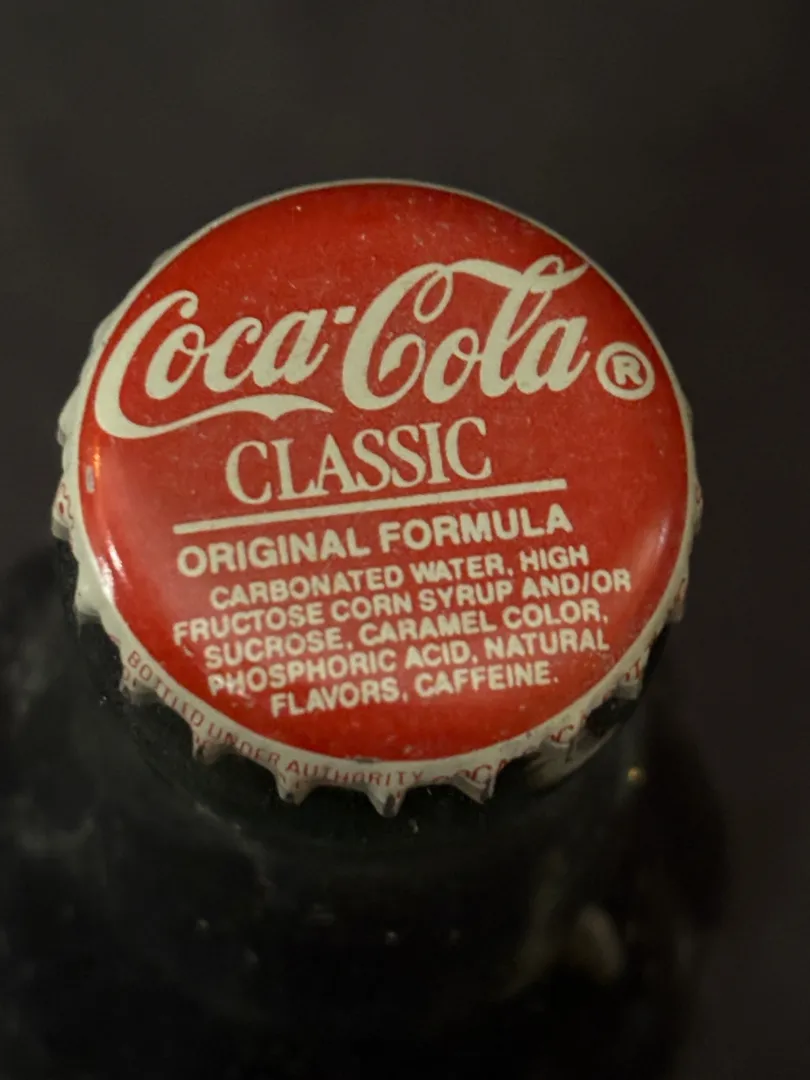 Coca-Cola ®
CLASSIC
ORIGINAL FORMULA
CARBONATED WATER, HIGH
FRUCTOSE CORN SYRUP AND/OR
SUCROSE, CARAMEL COLOR,
PHOSPHORIC ACID, NATURAL
FLAVORS, CAFFEINE.
BOTTLED UNDER AUTHORITY